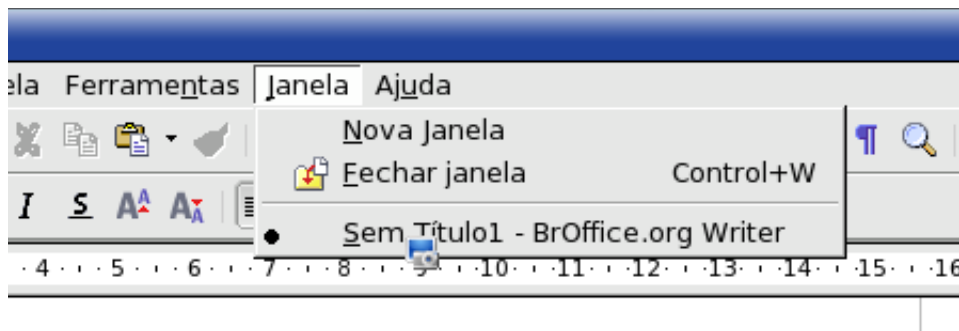 ela Ferramentas Janela Ajuda
Nova Janela
Fechar janela Control+W
I S A A A A
Sem Título1 - BrOffice.org Writer
4 5 6 7 8 9 10 11 12 13 14 15 16